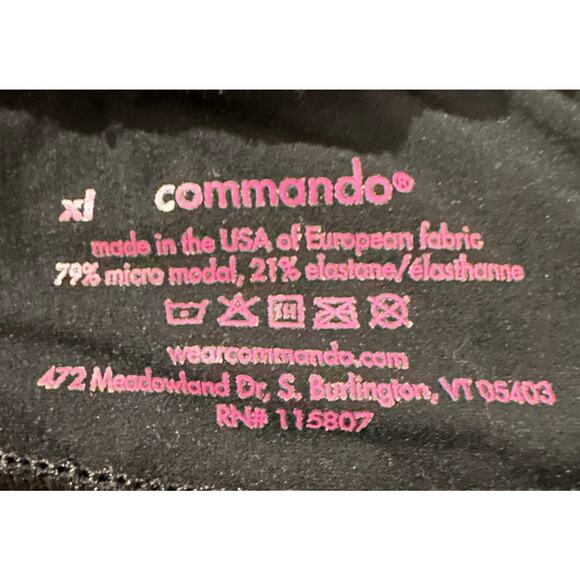 xl commando®
made in the USA of European fabric
79% micro modal, 21% elastane/élasthanne
wearcommando.com
472 Meadowland Dr, S. Burlington, VT 05403
RN# 115807